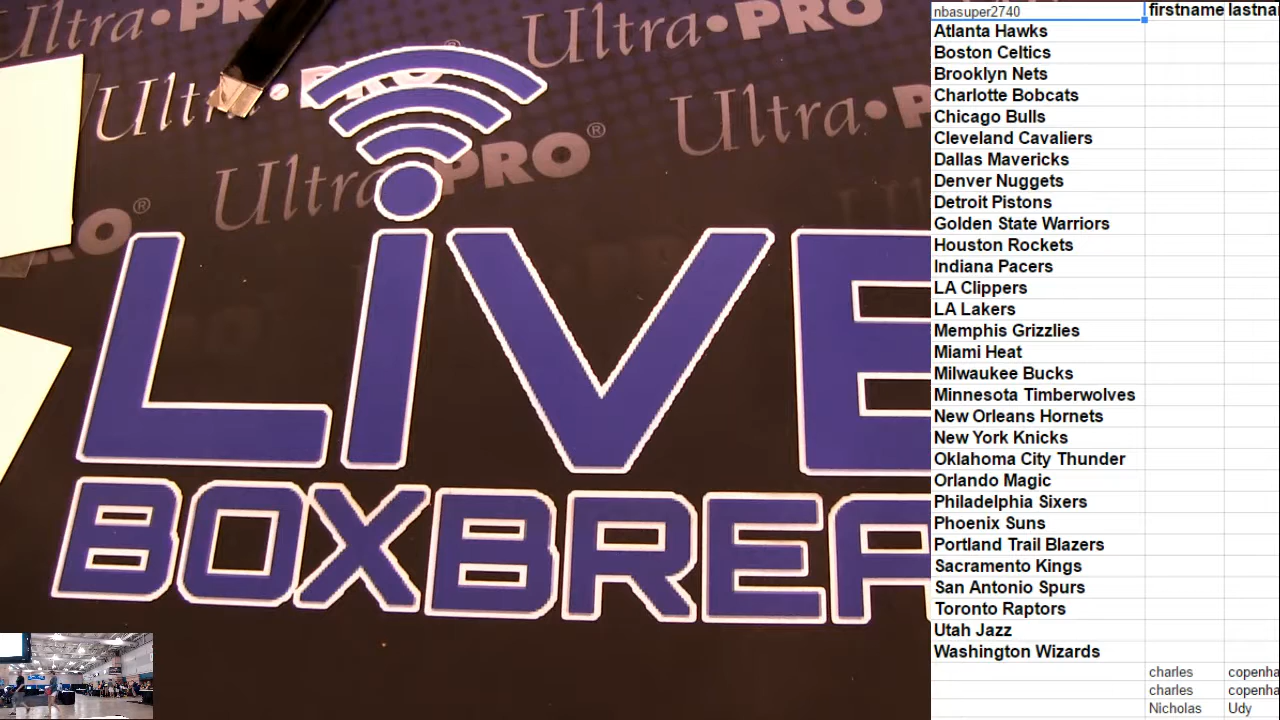 Ultra•PRO
Ultra•PRO®
Ultra•PRO
Ultra•PRO®
PRO®
LiVE
BOXBREA
nbasuper2740 firstname lastna
Atlanta Hawks
Boston Celtics
Brooklyn Nets
Charlotte Bobcats
Chicago Bulls
Cleveland Cavaliers
Dallas Mavericks
Denver Nuggets
Detroit Pistons
Golden State Warriors
Houston Rockets
Indiana Pacers
LA Clippers
LA Lakers
Memphis Grizzlies
Miami Heat
Milwaukee Bucks
Minnesota Timberwolves
New Orleans Hornets
New York Knicks
Oklahoma City Thunder
Orlando Magic
Philadelphia Sixers
Phoenix Suns
Portland Trail Blazers
Sacramento Kings
San Antonio Spurs
Toronto Raptors
Utah Jazz
Washington Wizards
charles copenha
charles copenha
Nicholas Udy